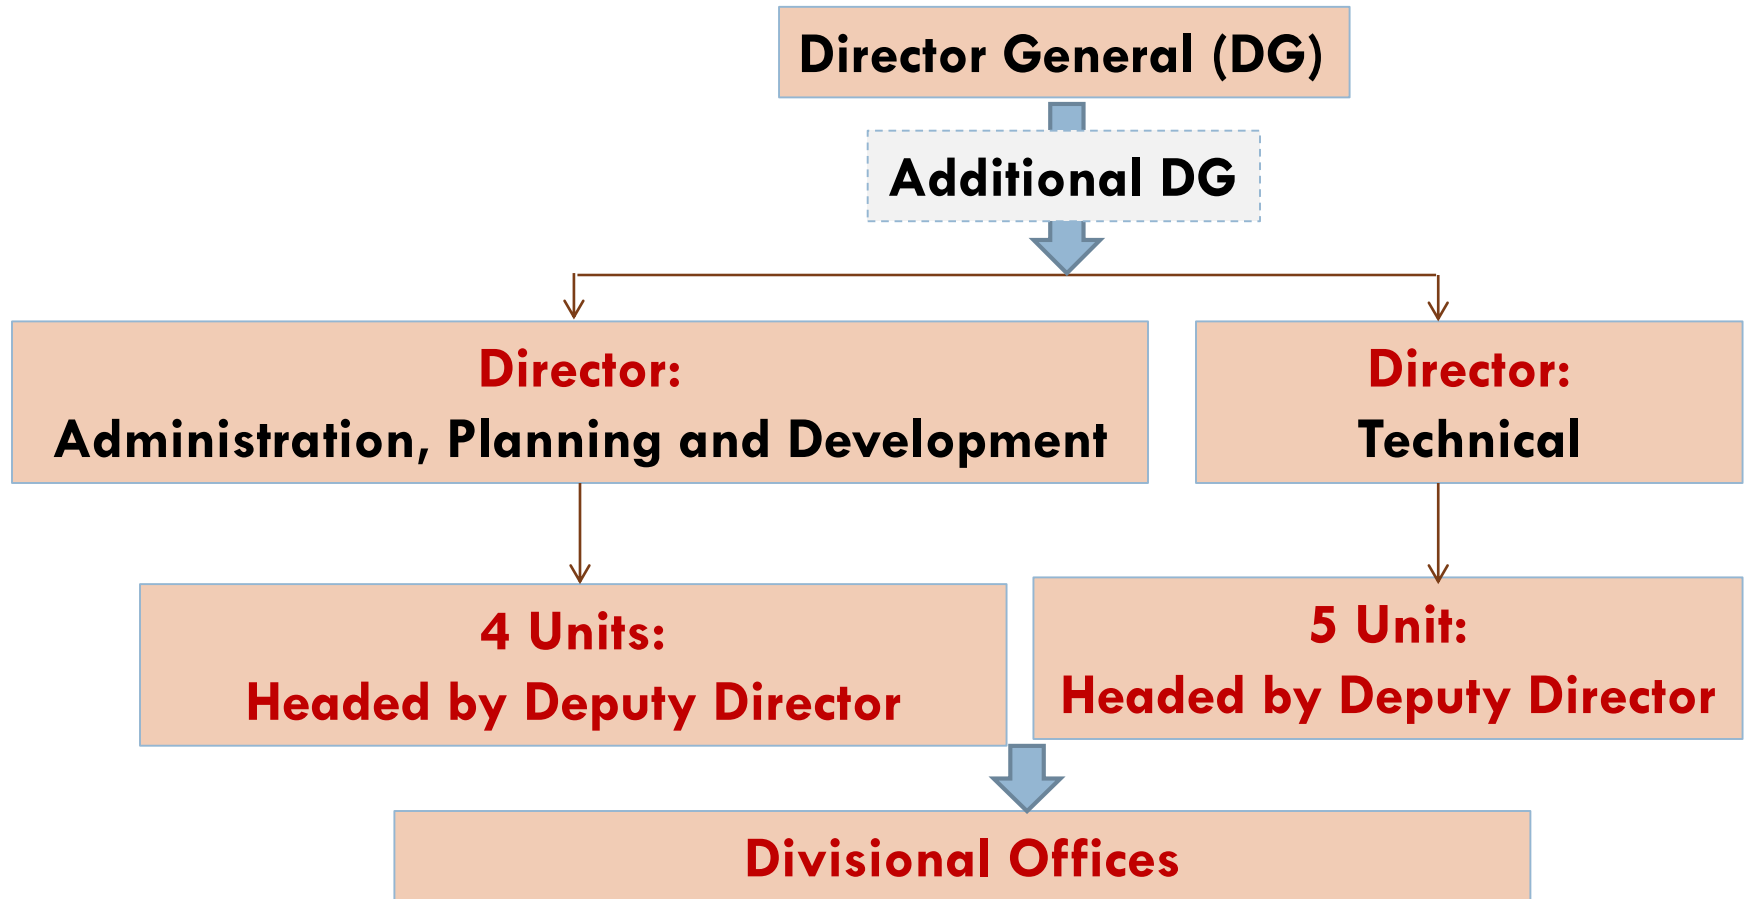 Director General (DG)
Additional DG
Director:
Administration, Planning and Development
Director:
Technical
4 Units:
Headed by Deputy Director
5 Unit:
Headed by Deputy Director
Divisional Offices